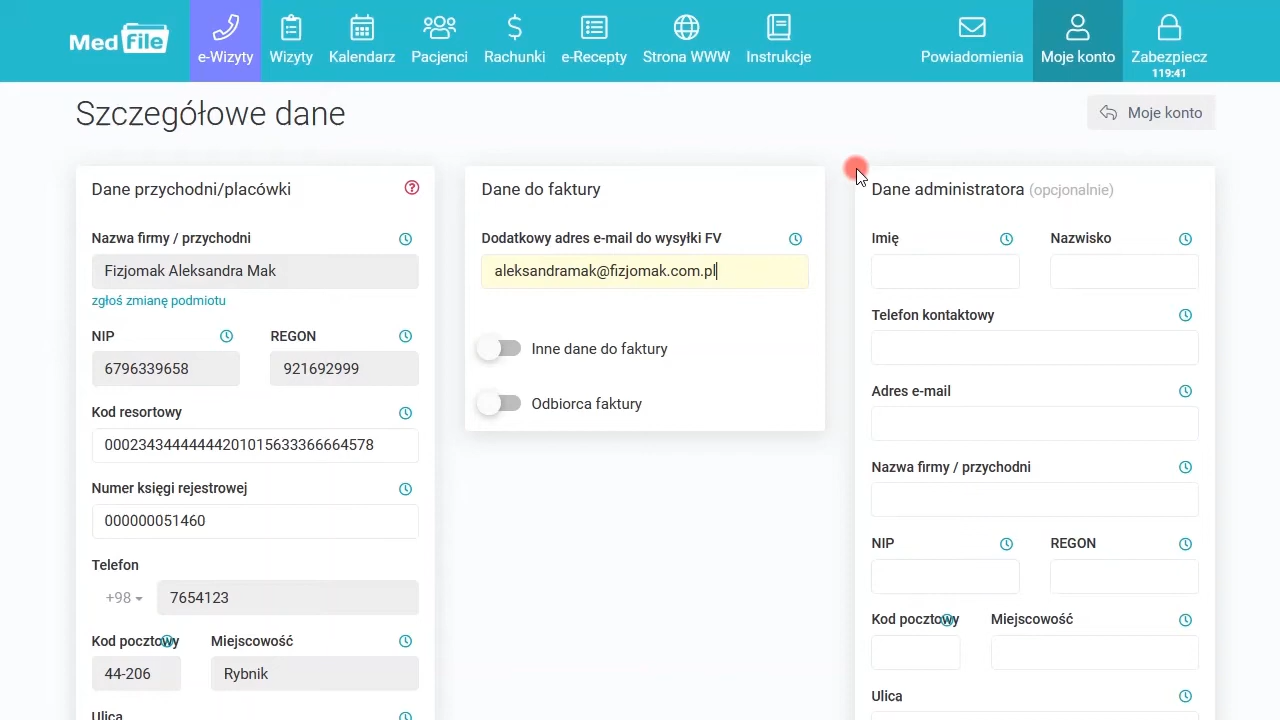 Med File
e-Wizyty
Wizyty
Kalendarz
Pacjenci
Rachunki
e-Recepty
Strona WWW
Instrukcje
Powiadomienia
Moje konto
Zabezpiecz
119:41
Szczegółowe dane
Moje konto
Dane przychodni/placówki
Nazwa firmy / przychodni
Fizjomak Aleksandra Mak
zgłoś zmianę podmiotu
NIP REGON
6796339658 921692999
Kod resortowy
0002343444444201015633366664578
Numer księgi rejestrowej
000000051460
Telefon
+98 7654123
Kod pocztowy Miejscowość
44-206 Rybnik
Ulica
Dane do faktury
Dodatkowy adres e-mail do wysyłki FV
aleksandramak@fizjomak.com.pl
Inne dane do faktury
Odbiorca faktury
Dane administratora (opcjonalnie)
Imię Nazwisko
Telefon kontaktowy
Adres e-mail
Nazwa firmy / przychodni
NIP REGON
Kod pocztowy Miejscowość
Ulica